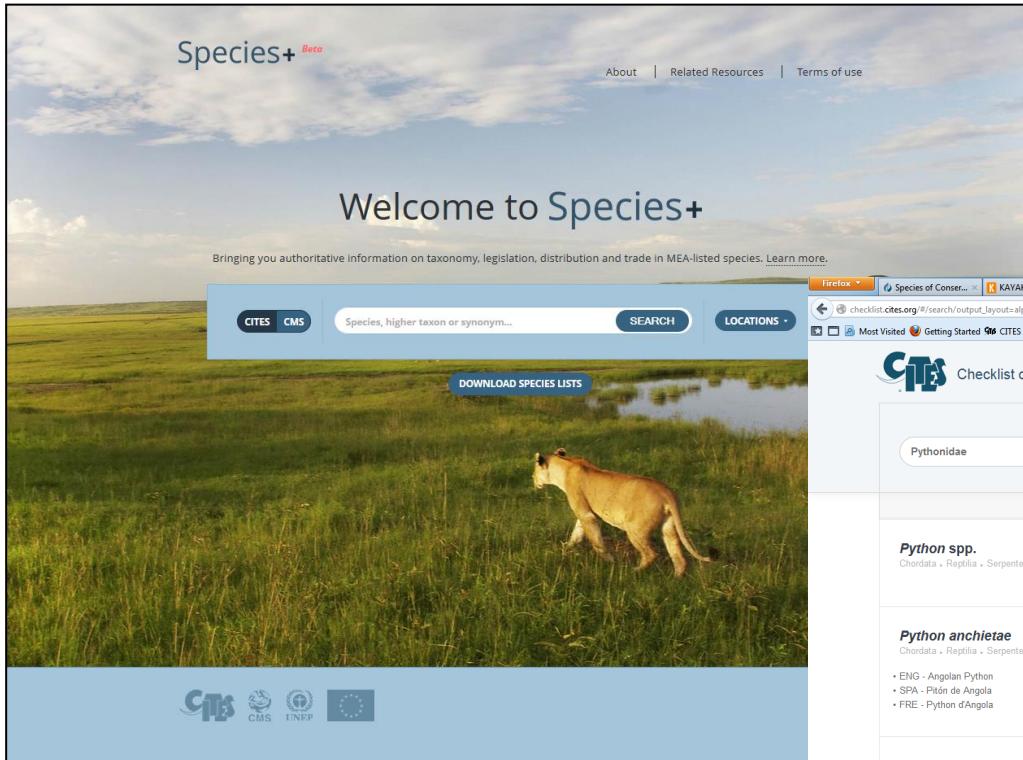 Species+ Beta
About | Related Resources | Terms of use
Welcome to Species+
Bringing you authoritative information on taxonomy, legislation, distribution and trade in MEA-listed species. Learn more.
CITES CMS
Species, higher taxon or synonym...
SEARCH
LOCATIONS
DOWNLOAD SPECIES LISTS
CITES
CMS
UNEP
Firefox
Species of Conser...
KAYAK
checklist.cites.org/#/search/output_layout=alp
Most Visited
Getting Started
CITES
CITES
Checklist o
Pythonidae
Python spp.
Chordata . Reptilia . Serpente
Python anchietae
Chordata . Reptilia . Serpente
• ENG - Angolan Python
• SPA - Pitón de Angola
• FRE - Python d'Angola